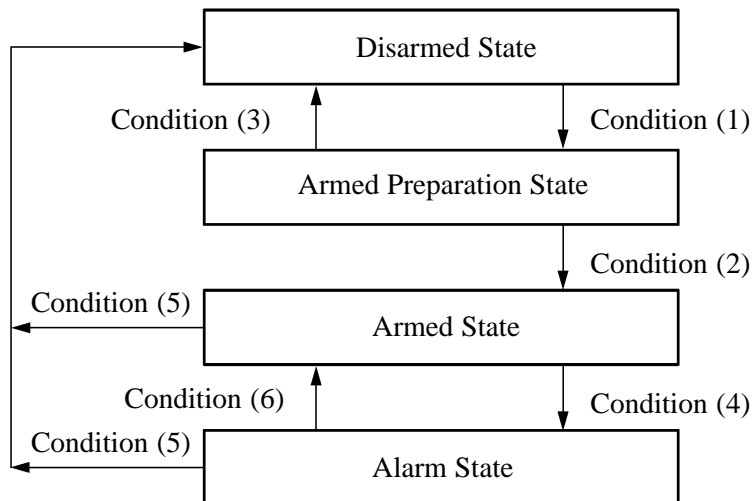 Disarmed State
Condition (3)
Condition (1)
Armed Preparation State
Condition (2)
Condition (5)
Armed State
Condition (6)
Condition (4)
Condition (5)
Alarm State